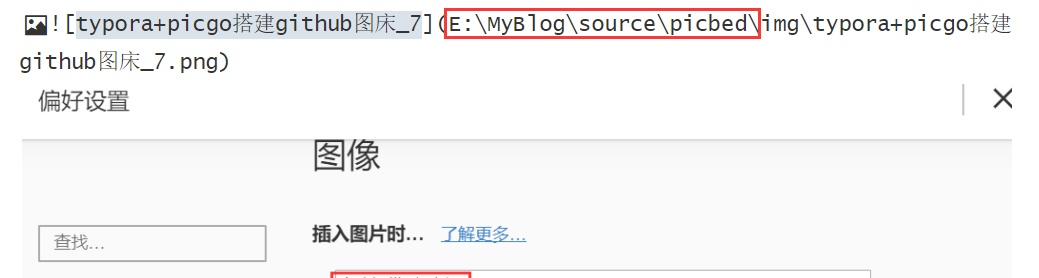 ![typora+picgo搭建github图床_7](E:\MyBlog\source\picbed\img\typora+picgo搭建
github图床_7.png)
偏好设置
图像
查找...
插入图片时... 了解更多...